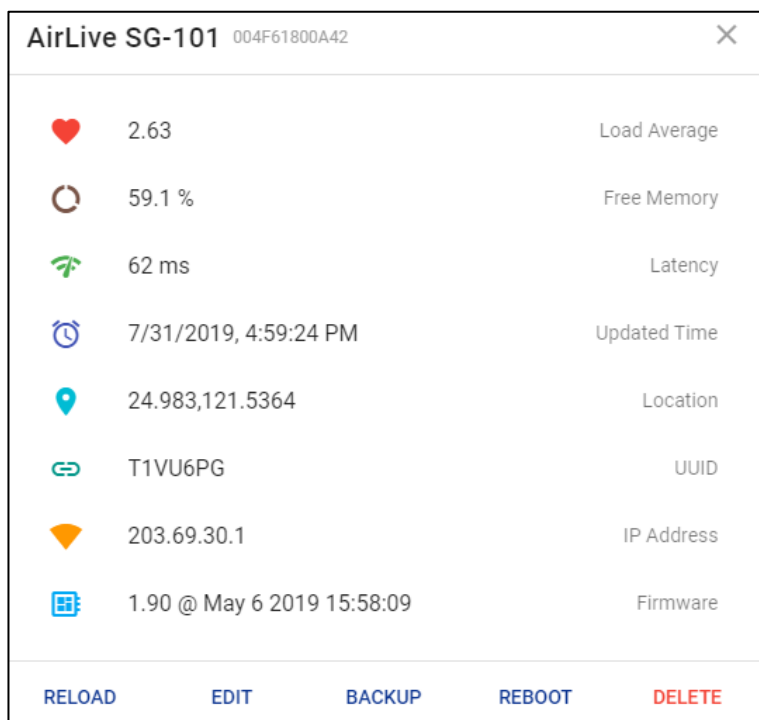 AirLive SG-101 004F61800A42
2.63 Load Average
59.1 % Free Memory
62 ms Latency
7/31/2019, 4:59:24 PM Updated Time
24.983,121.5364 Location
T1VU6PG UUID
203.69.30.1 IP Address
1.90 @ May 6 2019 15:58:09 Firmware
RELOAD EDIT BACKUP REBOOT DELETE